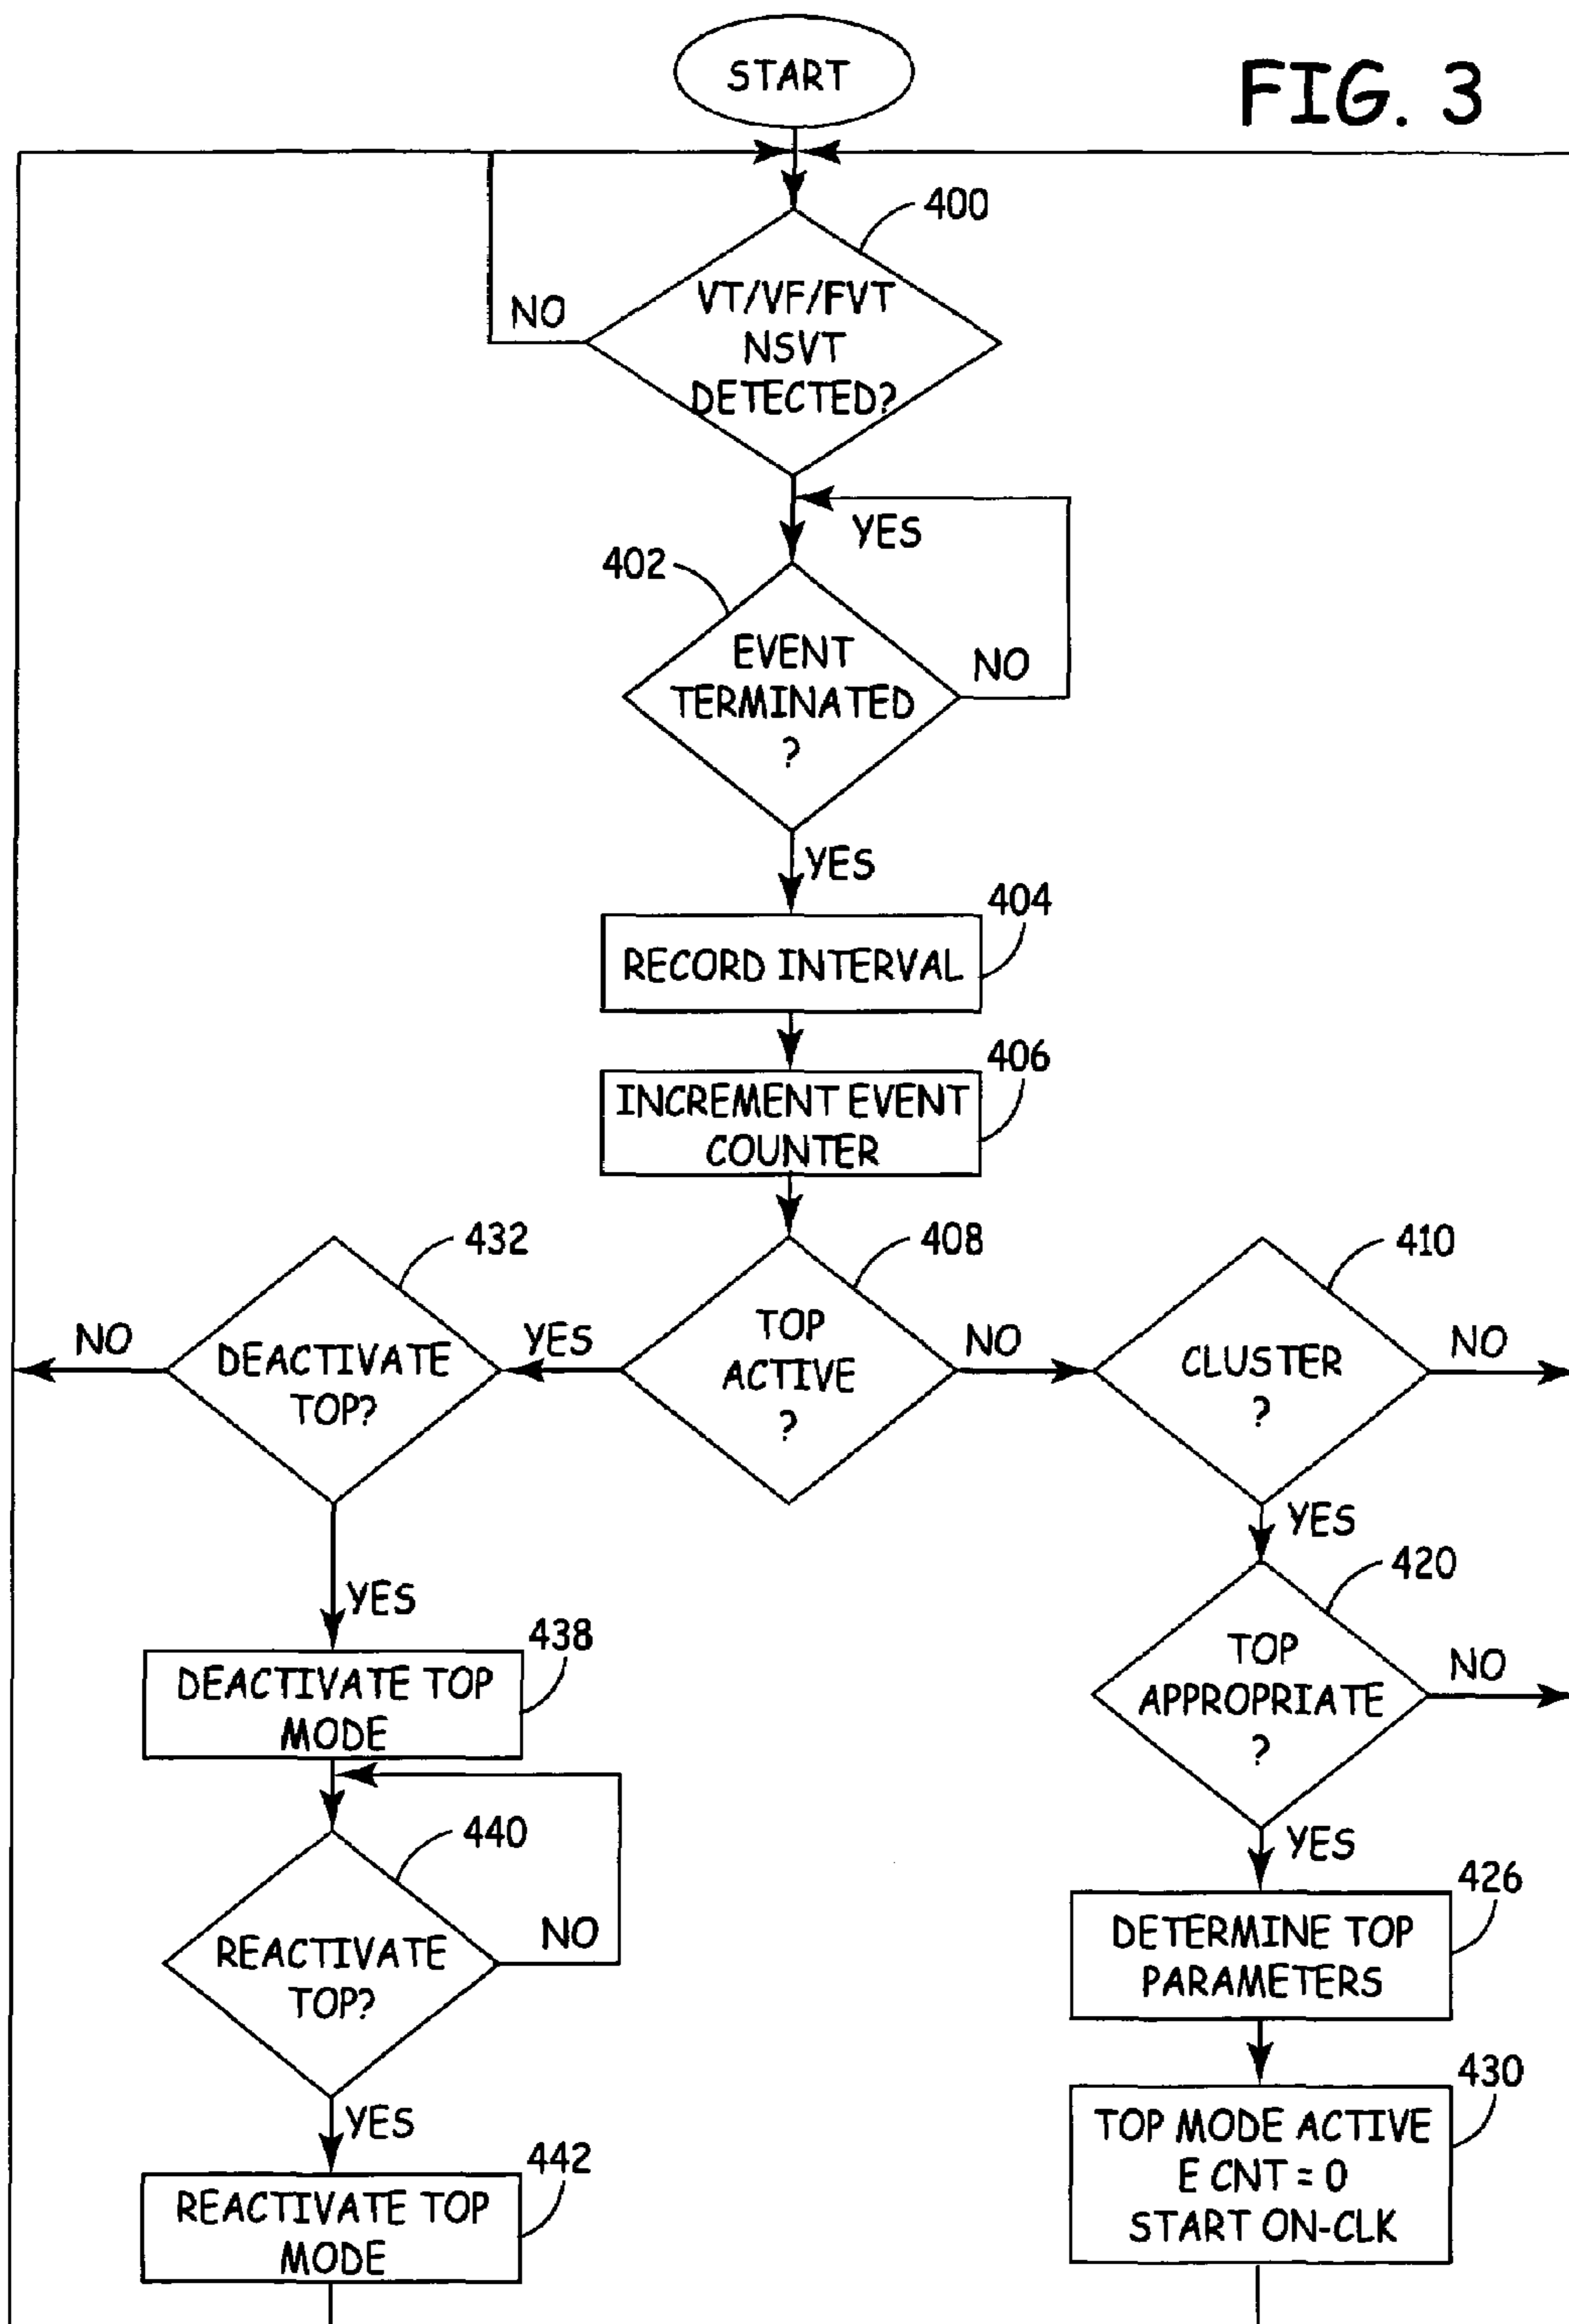 START
FIG. 3
400
VT/VF/FVT
NSVT
DETECTED?
NO
YES
402
EVENT
TERMINATED
?
NO
YES
404
RECORD INTERVAL
406
INCREMENT EVENT
COUNTER
432
408
410
NO
DEACTIVATE
TOP?
YES
TOP
ACTIVE
?
NO
CLUSTER
?
NO
YES
YES
420
TOP
APPROPRIATE
?
NO
438
DEACTIVATE TOP
MODE
440
REACTIVATE
TOP?
NO
YES
426
DETERMINE TOP
PARAMETERS
YES
442
REACTIVATE TOP
MODE
430
TOP MODE ACTIVE
E CNT = 0
START ON-CLK